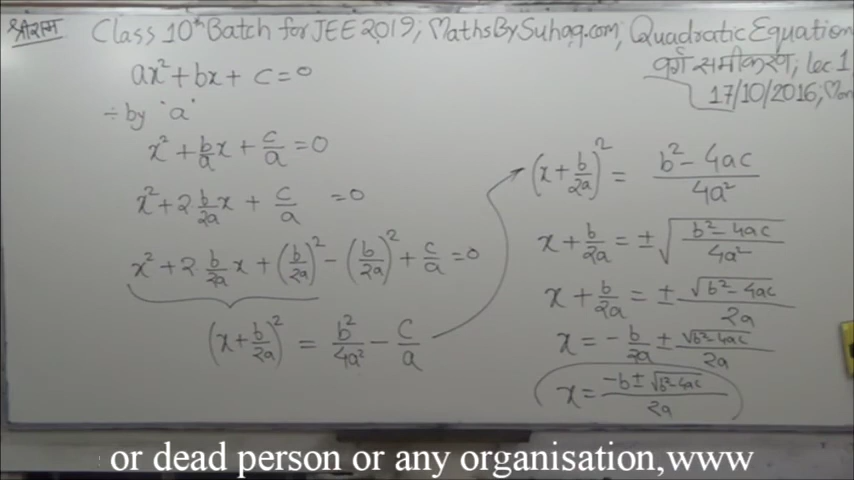 श्रीराम
Class 10th Batch for JEE 2019; MathsBySuhag.com; Quadratic Equation
वर्ग समीकरण; Lec 1
17/10/2016; Mon
ax² + bx + c = 0
÷ by 'a'
x² + b/a x + c/a = 0
x² + 2 b/2a x + c/a = 0
x² + 2 b/2a x + (b/2a)² - (b/2a)² + c/a = 0
(x + b/2a)² = b²/4a² - c/a
(x + b/2a)² = b² - 4ac / 4a²
x + b/2a = ± √(b² - 4ac / 4a²)
x + b/2a = ± √(b² - 4ac) / 2a
x = - b/2a ± √(b² - 4ac) / 2a
x = -b ± √(b² - 4ac) / 2a
or dead person or any organisation,www